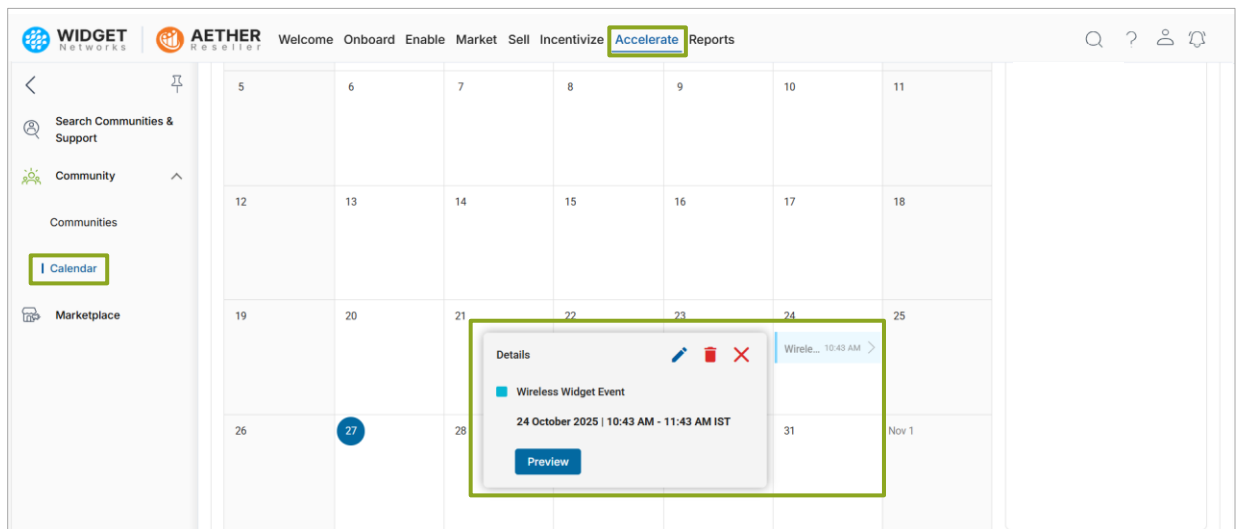 WIDGET
Networks
AETHER
Reseller
Welcome Onboard Enable Market Sell Incentivize Accelerate Reports
Search Communities &
Support
Community
Communities
Calendar
Marketplace
5 6 7 8 9 10 11
12 13 14 15 16 17 18
19 20 21 22 23 24 25
Wirele... 10:43 AM
Details
Wireless Widget Event
24 October 2025 | 10:43 AM - 11:43 AM IST
Preview
26 27 28 31 Nov 1